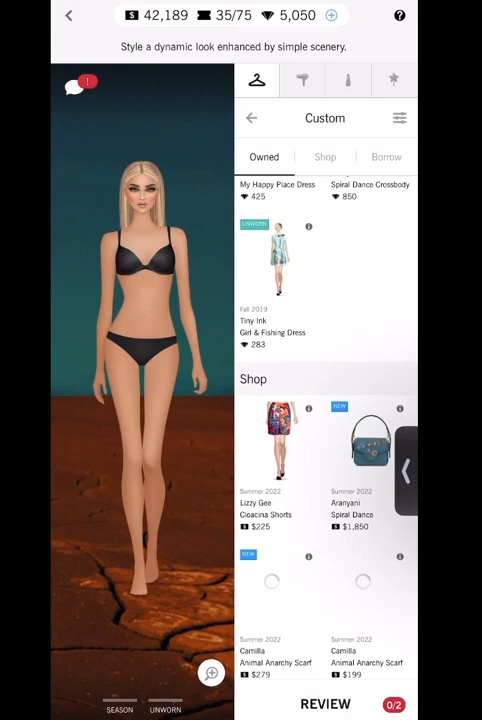 42,189 35/75 5,050
?
Style a dynamic look enhanced by simple scenery.
!
Custom
Owned Shop Borrow
My Happy Place Dress
425
Spiral Dance Crossbody
850
UNWORN
Fall 2019
Tiny Ink
Girl & Fishing Dress
283
Shop
Summer 2022
Lizzy Gee
Cloacina Shorts
$225
NEW
Summer 2022
Aranyani
Spiral Dance
$1,850
NEW
Summer 2022
Camilla
Animal Anarchy Scarf
$279
Summer 2022
Camilla
Animal Anarchy Scarf
$199
SEASON UNWORN
REVIEW 0/2